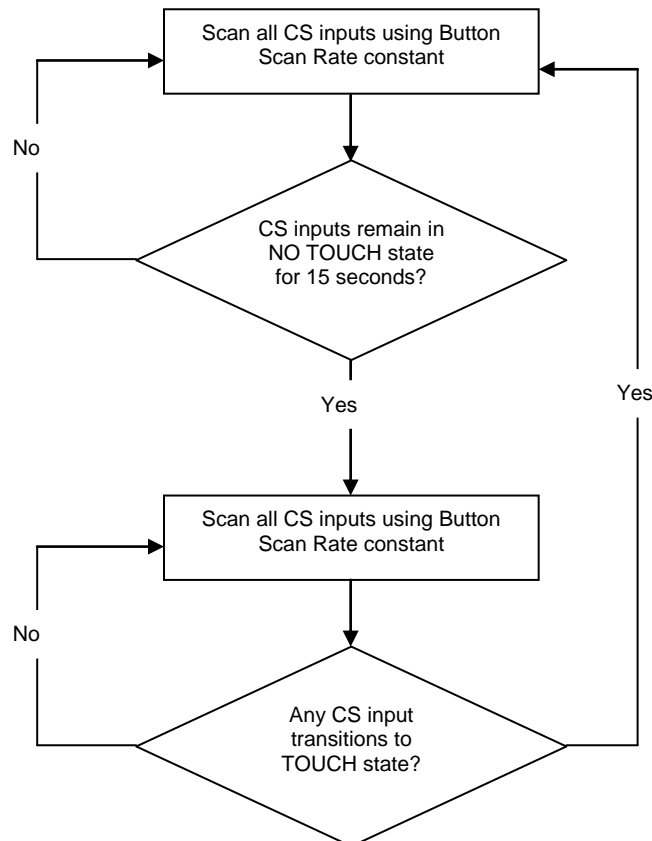 Scan all CS inputs using Button
Scan Rate constant
No
CS inputs remain in
NO TOUCH state
for 15 seconds?
Yes
Yes
Scan all CS inputs using Button
Scan Rate constant
No
Any CS input
transitions to
TOUCH state?